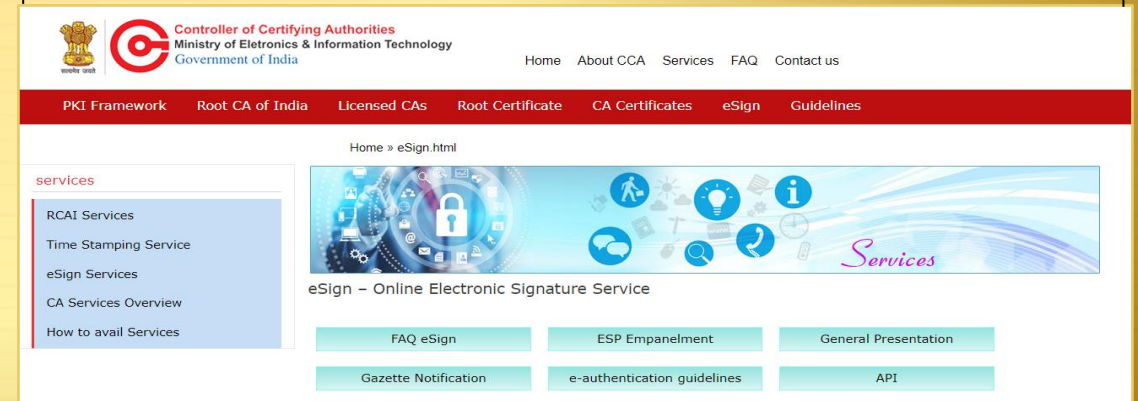 Controller of Certifying Authorities
Ministry of Eletronics & Information Technology
Government of India
सत्यमेव जयते
Home About CCA Services FAQ Contact us
PKI Framework Root CA of India Licensed CAs Root Certificate CA Certificates eSign Guidelines
Home » eSign.html
services
RCAI Services
Time Stamping Service
eSign Services
CA Services Overview
How to avail Services
Services
eSign – Online Electronic Signature Service
FAQ eSign ESP Empanelment General Presentation
Gazette Notification e-authentication guidelines API